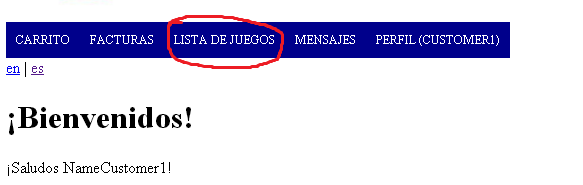 CARRITO FACTURAS LISTA DE JUEGOS MENSAJES PERFIL (CUSTOMER1)
en | es
¡Bienvenidos!
¡Saludos NameCustomer1!